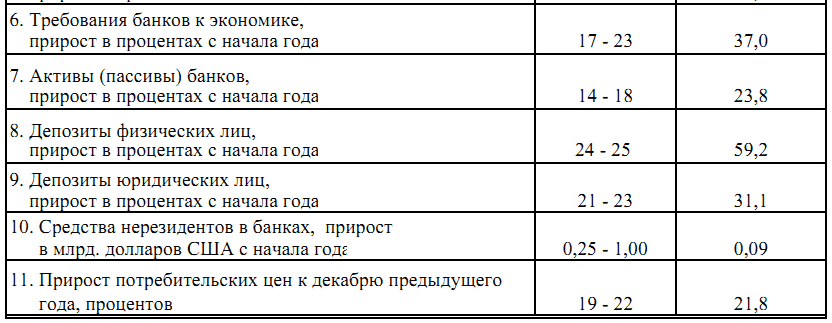 6. Требования банков к экономике,
прирост в процентах с начала года 17 - 23 37,0
7. Активы (пассивы) банков,
прирост в процентах с начала года 14 - 18 23,8
8. Депозиты физических лиц,
прирост в процентах с начала года 24 - 25 59,2
9. Депозиты юридических лиц,
прирост в процентах с начала года 21 - 23 31,1
10. Средства нерезидентов в банках, прирост
в млрд. долларов США с начала года 0,25 - 1,00 0,09
11. Прирост потребительских цен к декабрю предыдущего
года, процентов 19 - 22 21,8